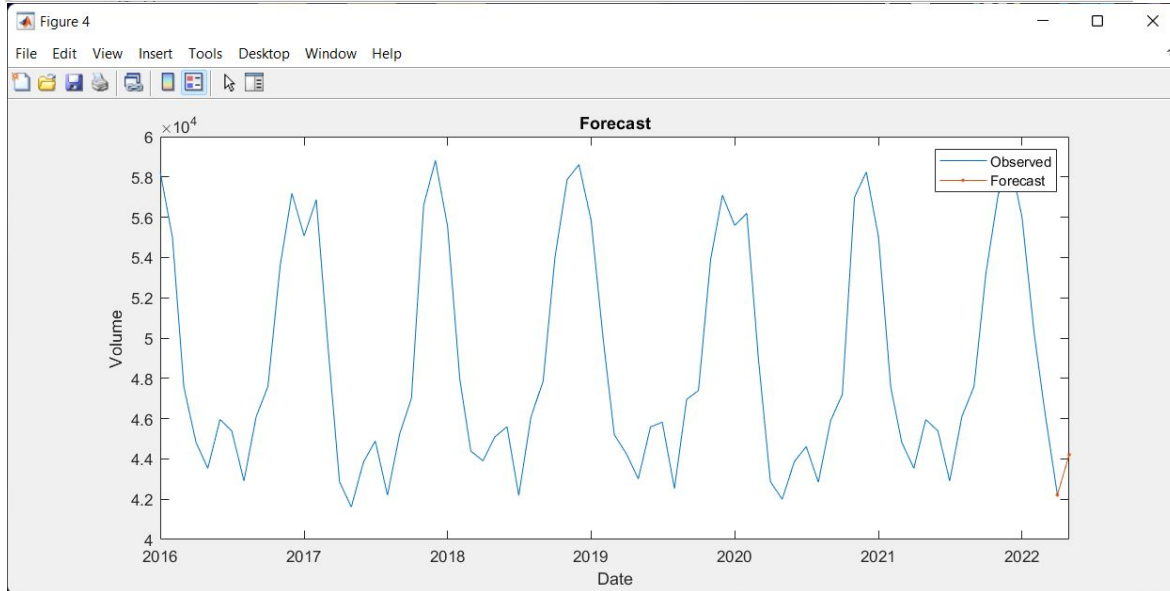 Figure 4
File Edit View Insert Tools Desktop Window Help
Forecast
×10⁴
6
5.8
5.6
5.4
5.2
5
4.8
4.6
4.4
4.2
4
Volume
Observed
Forecast
2016 2017 2018 2019 2020 2021 2022
Date